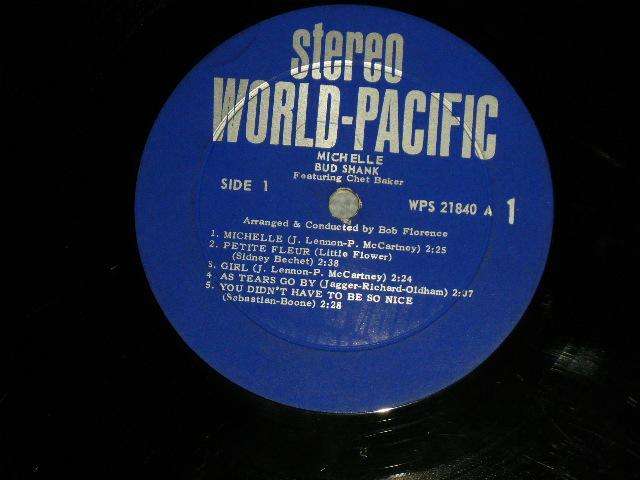 stereo
WORLD-PACIFIC
MICHELLE
BUD SHANK
Featuring Chet Baker
SIDE 1
WPS 21840 A 1
Arranged & Conducted by Bob Florence
1. MICHELLE (J. Lennon-P. McCartney) 2:25
2. PETITE FLEUR (Little Flower)
(Sidney Bechet) 2:38
3. GIRL (J. Lennon-P. McCartney) 2:24
4. AS TEARS GO BY (Jagger-Richard-Oldham) 2:07
5. YOU DIDN'T HAVE TO BE SO NICE
(Sebastian-Boone) 2:28